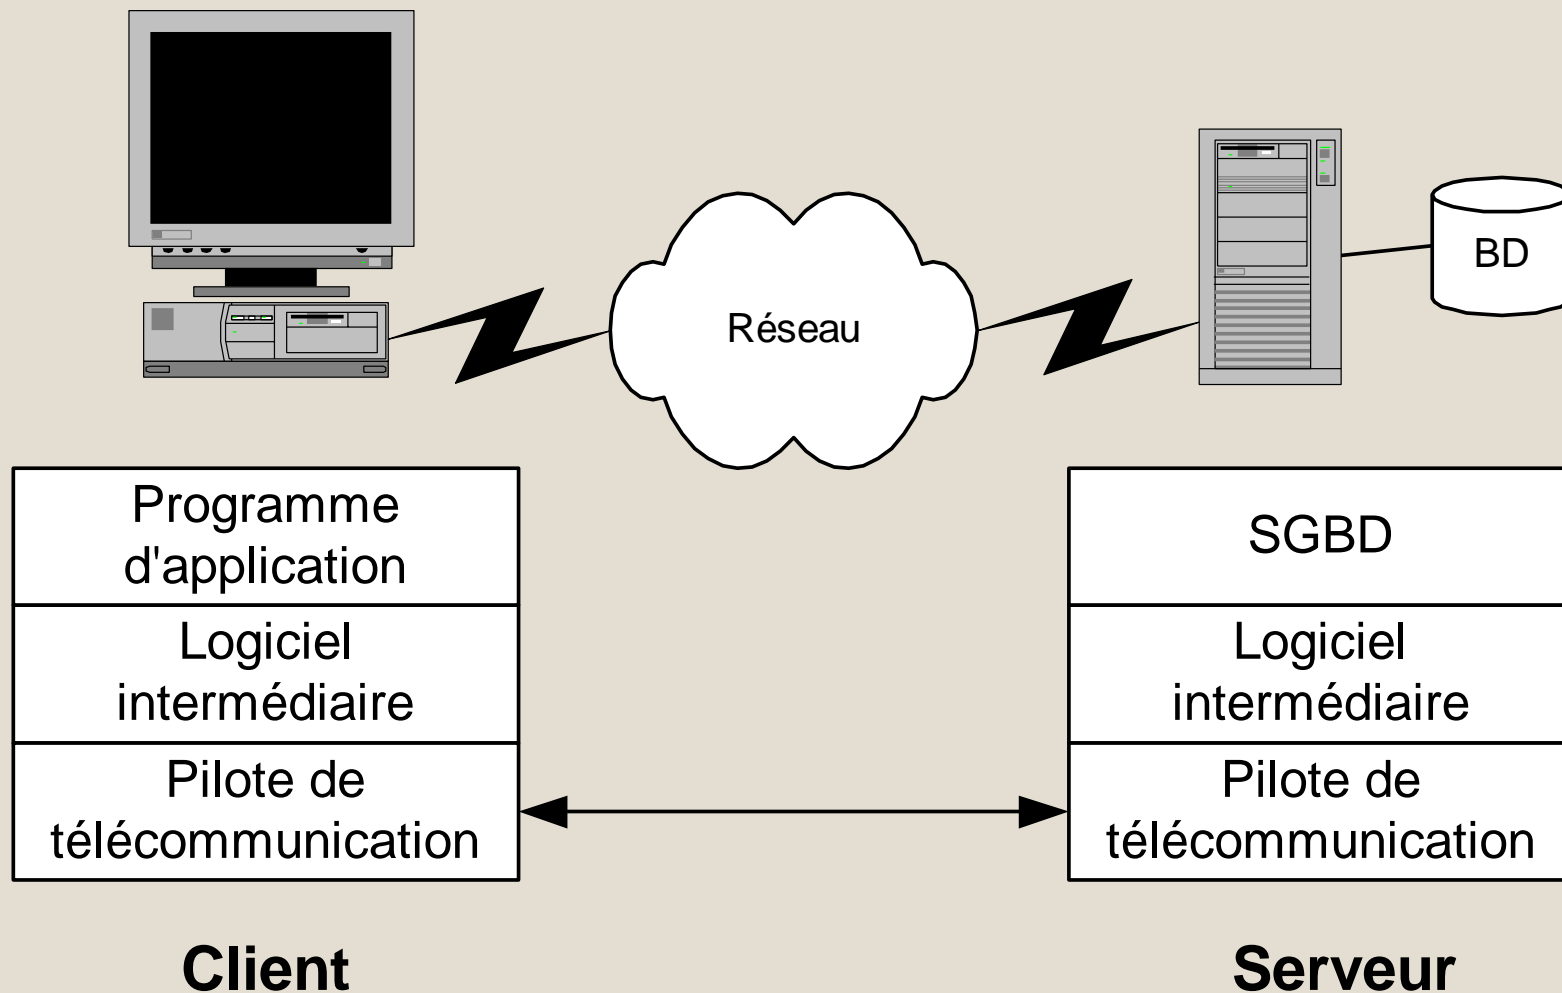 Réseau
BD
Programme
d'application
Logiciel
intermédiaire
Pilote de
télécommunication
SGBD
Logiciel
intermédiaire
Pilote de
télécommunication
Client
Serveur